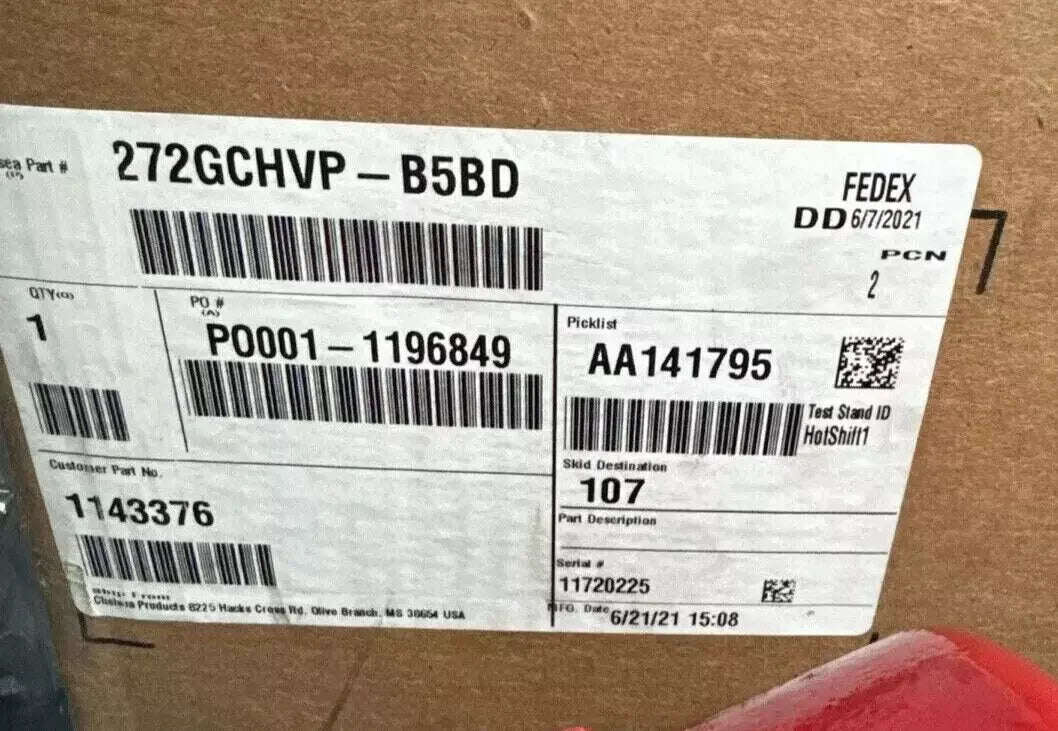 sea Part #
272GCHVP-B5BD
FEDEX
DD 6/7/2021
PCN
2
QTY(Q)
1
PO #
(A)
PO001-1196849
Picklist
AA141795
Test Stand ID
HotShift1
Customer Part No.
1143376
Skid Destination
107
Part Description
Serial #
11720225
Ship From
Chelsea Products 8225 Hacks Cross Rd. Olive Branch, MS 38654 USA
MFG. Date 6/21/21 15:08